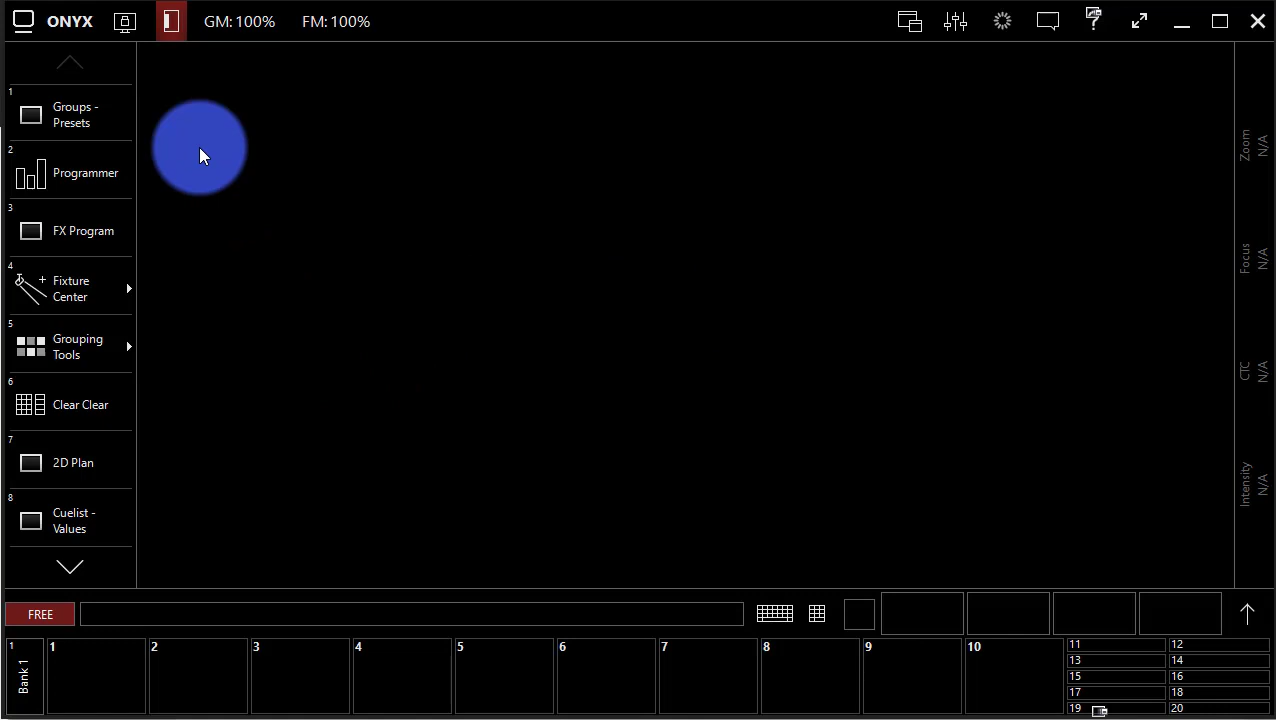 ONYX
GM: 100%
FM: 100%
1
Groups -
Presets
2
Programmer
3
FX Program
4
Fixture
Center
5
Grouping
Tools
6
Clear Clear
7
2D Plan
8
Cuelist -
Values
Zoom
N/A
Focus
N/A
CTC
N/A
Intensity
N/A
FREE
1
Bank 1
1
2
3
4
5
6
7
8
9
10
11
12
13
14
15
16
17
18
19
20